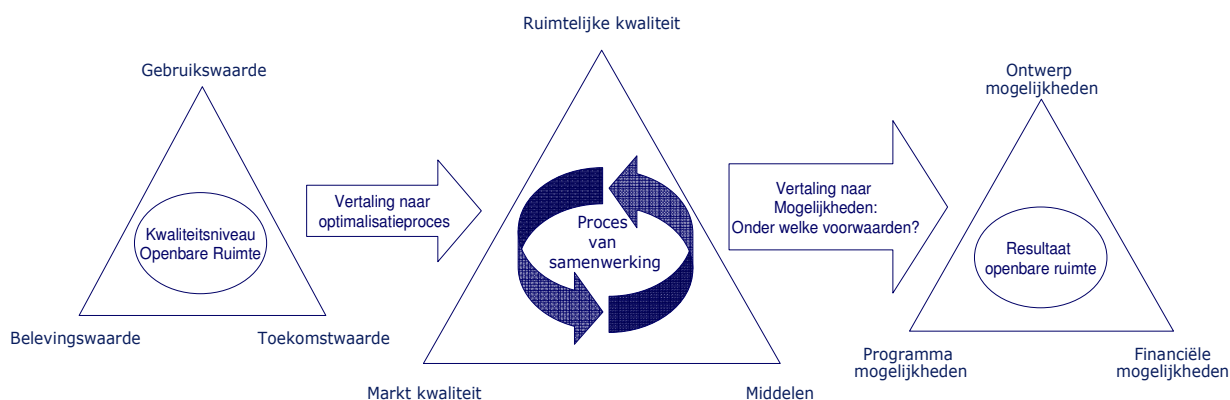 Gebruikswaarde
Kwaliteitsniveau
Openbare Ruimte
Belevingswaarde
Toekomstwaarde
Vertaling naar
optimalisatieproces
Ruimtelijke kwaliteit
Proces
van
samenwerking
Markt kwaliteit
Middelen
Vertaling naar
Mogelijkheden:
Onder welke voorwaarden?
Ontwerp
mogelijkheden
Resultaat
openbare ruimte
Programma
mogelijkheden
Financiële
mogelijkheden